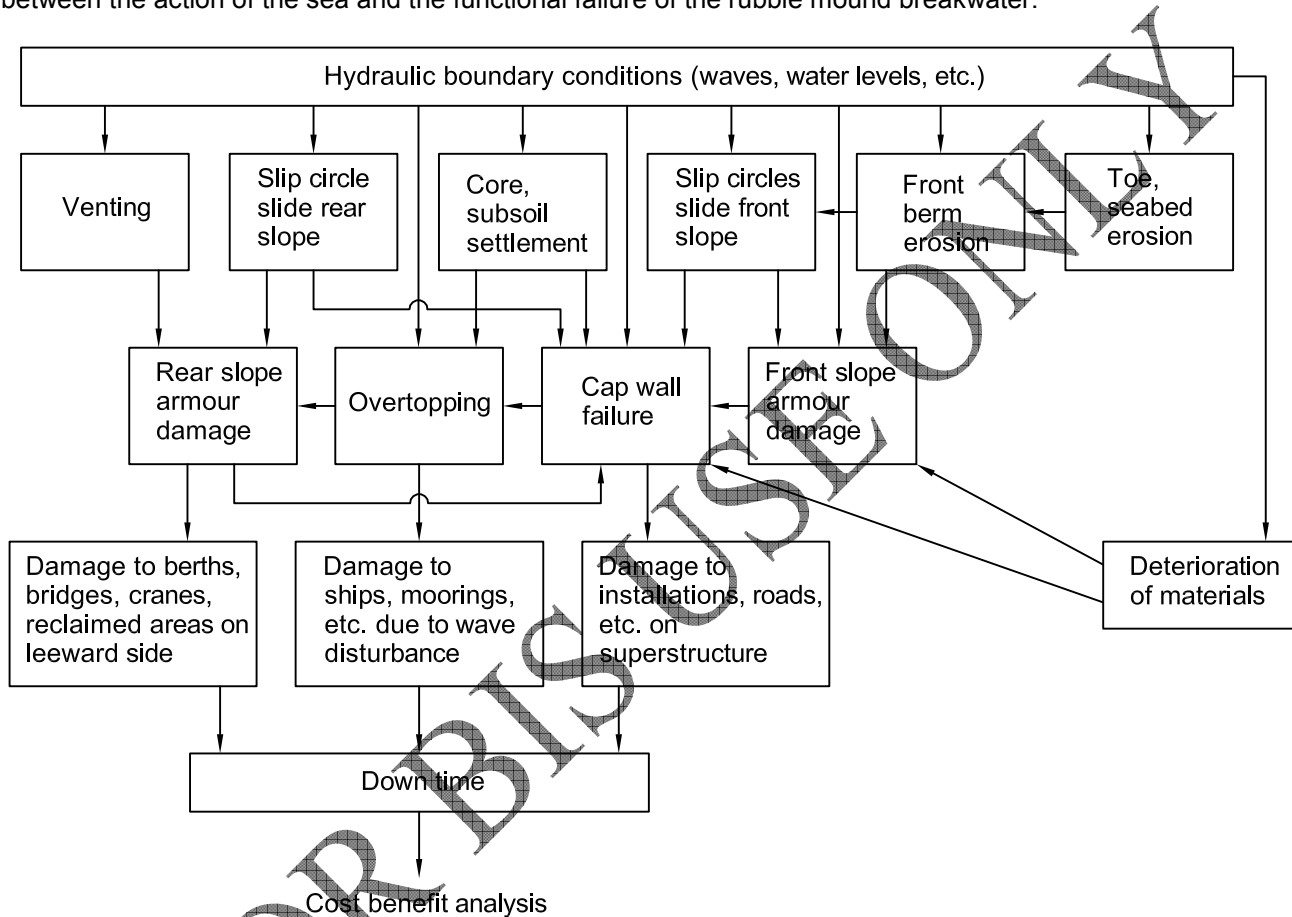 between the action of the sea and the functional failure of the rubble mound breakwater.
Hydraulic boundary conditions (waves, water levels, etc.)
Venting
Slip circle
slide rear
slope
Core,
subsoil
settlement
Slip circles
slide front
slope
Front
berm
erosion
Toe,
seabed
erosion
Rear slope
armour
damage
Overtopping
Cap wall
failure
Front slope
armour
damage
Damage to berths,
bridges, cranes,
reclaimed areas on
leeward side
Damage to
ships, moorings,
etc. due to wave
disturbance
Damage to
installations, roads,
etc. on
superstructure
Deterioration
of materials
Down time
Cost benefit analysis
OR BIS USE ONLY